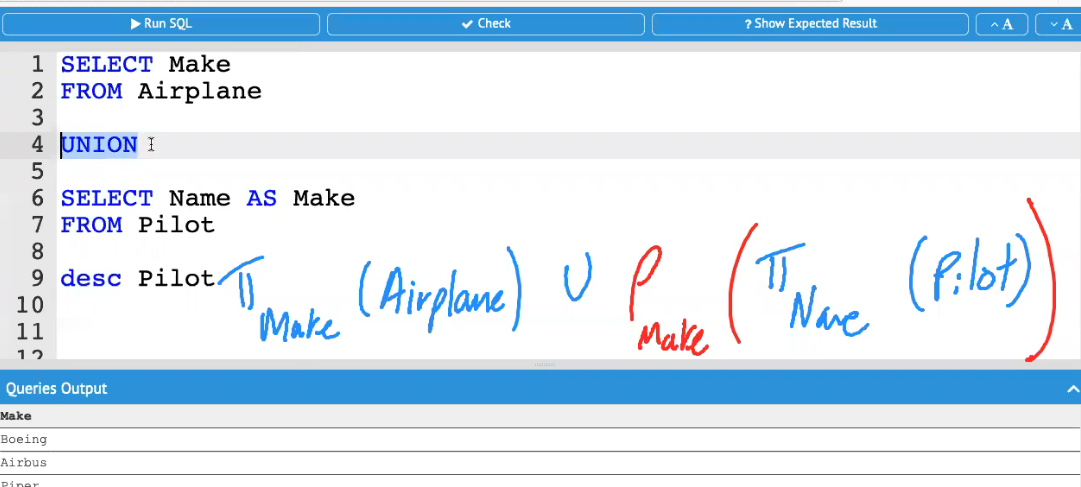 Run SQL Check ? Show Expected Result A A
1 SELECT Make
2 FROM Airplane
3
4 UNION
5
6 SELECT Name AS Make
7 FROM Pilot
8
9 desc Pilot
10
11
12
π Make (Airplane) ∪ ρ Make (π Name (Pilot))
Queries Output
Make
Boeing
Airbus
Piper